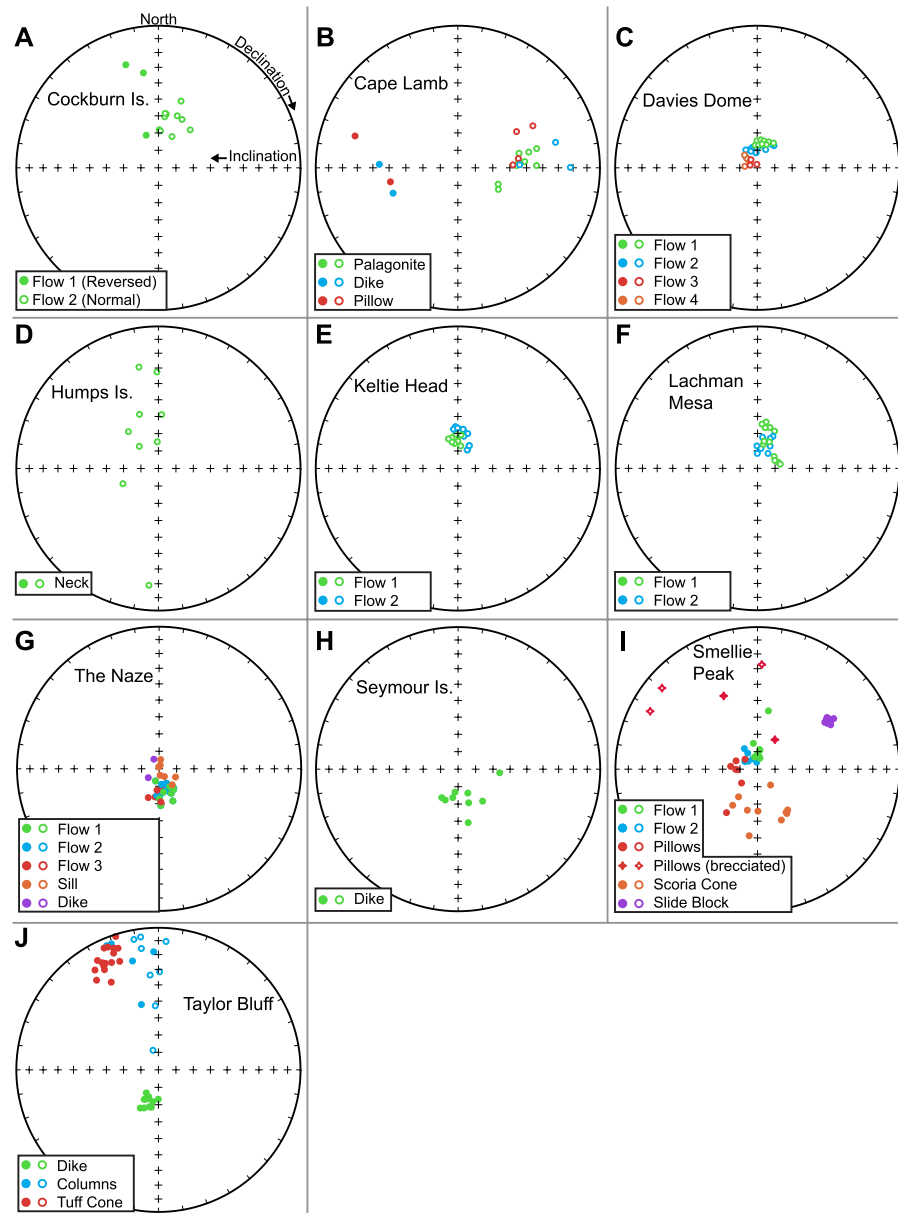 North
A
Declination
Cockburn Is.
Inclination
Flow 1 (Reversed)
Flow 2 (Normal)
B
Cape Lamb
Palagonite
Dike
Pillow
C
Davies Dome
Flow 1
Flow 2
Flow 3
Flow 4
D
Humps Is.
Neck
E
Keltie Head
Flow 1
Flow 2
F
Lachman
Mesa
Flow 1
Flow 2
G
The Naze
Flow 1
Flow 2
Flow 3
Sill
Dike
H
Seymour Is.
Dike
I
Smellie
Peak
Flow 1
Flow 2
Pillows
Pillows (brecciated)
Scoria Cone
Slide Block
J
Taylor Bluff
Dike
Columns
Tuff Cone